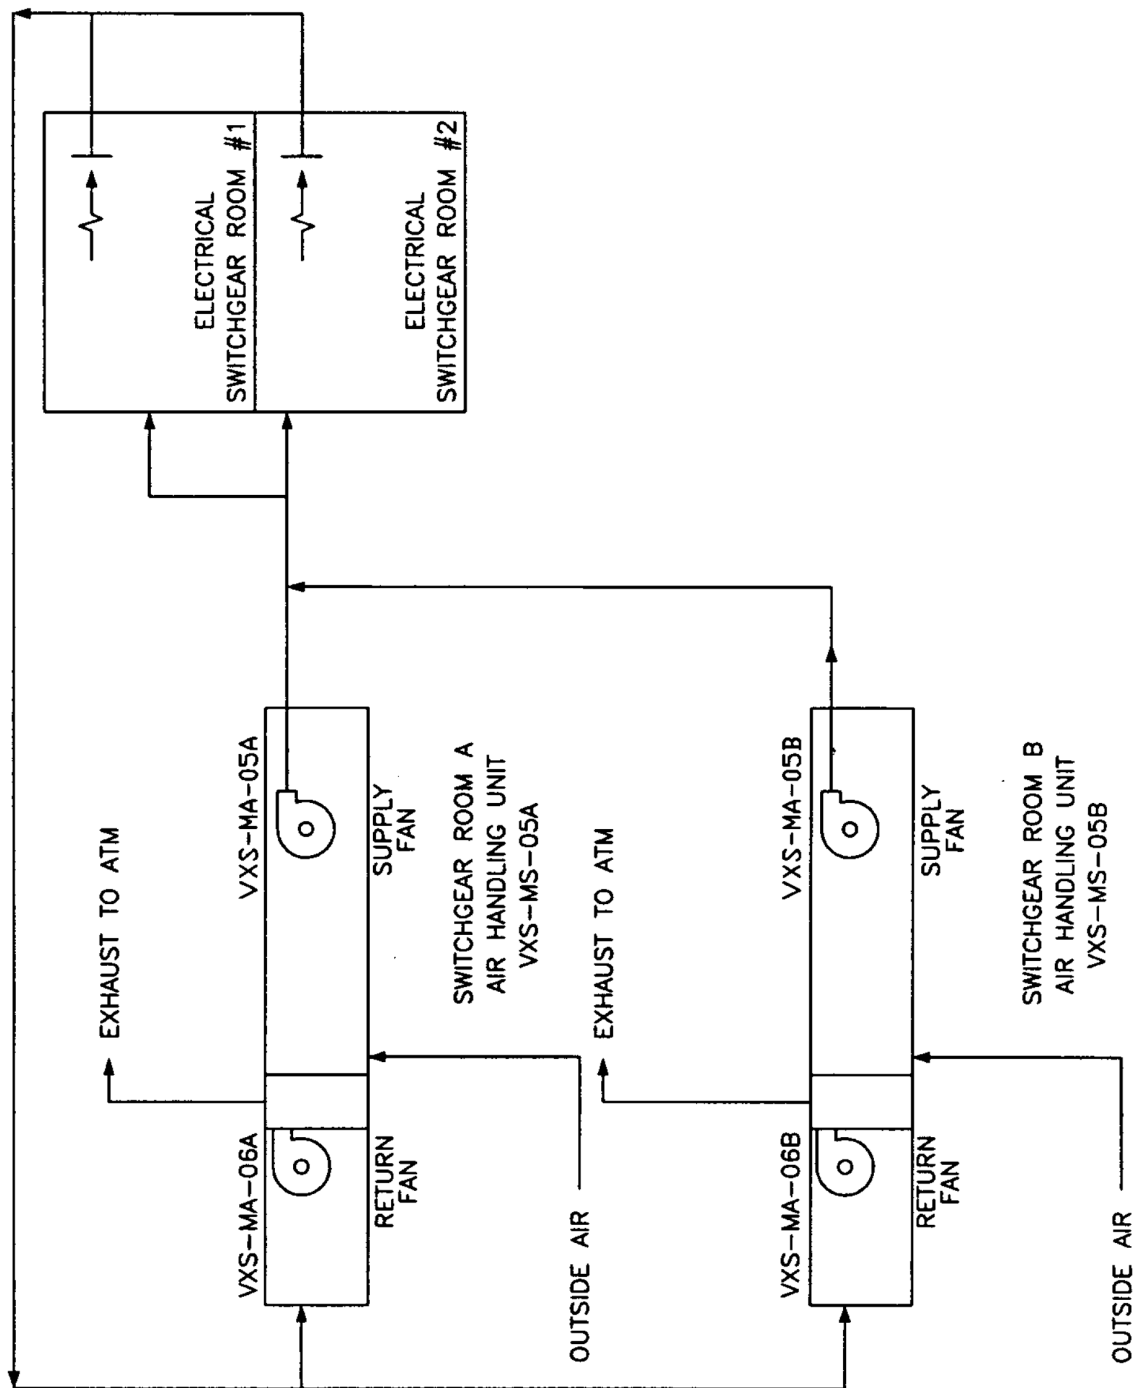 ELECTRICAL
SWITCHGEAR ROOM #1
ELECTRICAL
SWITCHGEAR ROOM #2
EXHAUST TO ATM
VXS-MA-06A
VXS-MA-05A
RETURN
FAN
SUPPLY
FAN
SWITCHGEAR ROOM A
AIR HANDLING UNIT
VXS-MS-05A
OUTSIDE AIR
EXHAUST TO ATM
VXS-MA-06B
VXS-MA-05B
RETURN
FAN
SUPPLY
FAN
SWITCHGEAR ROOM B
AIR HANDLING UNIT
VXS-MS-05B
OUTSIDE AIR